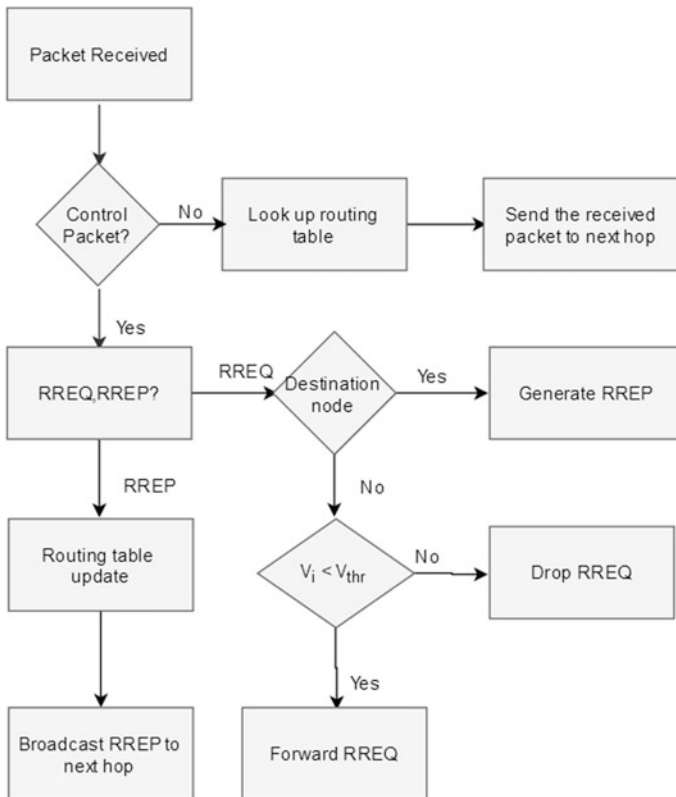 Packet Received
Control
Packet?
No
Look up routing
table
Send the received
packet to next hop
Yes
RREQ,RREP?
RREQ
Destination
node
Yes
Generate RREP
RREP
No
Routing table
update
V_i < V_thr
No
Drop RREQ
Yes
Broadcast RREP to
next hop
Forward RREQ